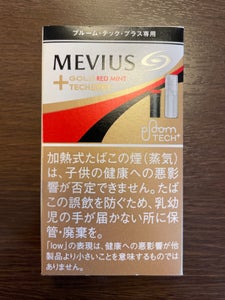 プルーム・テック・プラス専用
MEVIUS
GOLD RED MINT
TECH
Ploom
TECH+
加熱式たばこの煙(蒸気)
は、子供の健康への悪影
響が否定できません。たば
この誤飲を防ぐため、乳幼
児の手が届かない所に保
管・廃棄を。
「low」の表現は、健康への悪影響が他
製品より小さいことを意味するものでは
ありません。